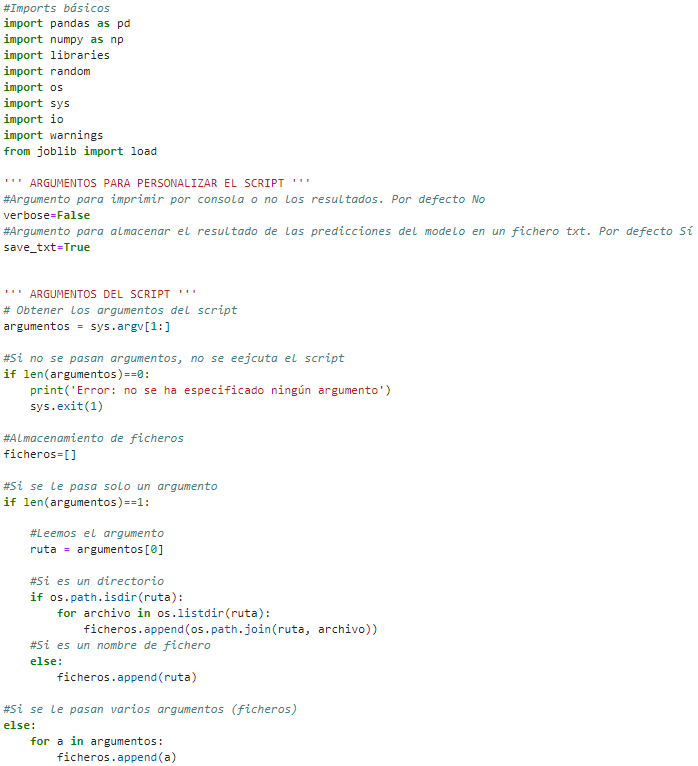 #Imports básicos
import pandas as pd
import numpy as np
import libraries
import random
import os
import sys
import io
import warnings
from joblib import load

''' ARGUMENTOS PARA PERSONALIZAR EL SCRIPT '''
#Argumento para imprimir por consola o no los resultados. Por defecto No
verbose=False
#Argumento para almacenar el resultado de las predicciones del modelo en un fichero txt. Por defecto Sí
save_txt=True

''' ARGUMENTOS DEL SCRIPT '''
# Obtener los argumentos del script
argumentos = sys.argv[1:]

#Si no se pasan argumentos, no se eejcuta el script
if len(argumentos)==0:
    print('Error: no se ha especificado ningún argumento')
    sys.exit(1)

#Almacenamiento de ficheros
ficheros=[]

#Si se le pasa solo un argumento
if len(argumentos)==1:

    #Leemos el argumento
    ruta = argumentos[0]

    #Si es un directorio
    if os.path.isdir(ruta):
        for archivo in os.listdir(ruta):
            ficheros.append(os.path.join(ruta, archivo))
    #Si es un nombre de fichero
    else:
        ficheros.append(ruta)

#Si se le pasan varios argumentos (ficheros)
else:
    for a in argumentos:
        ficheros.append(a)